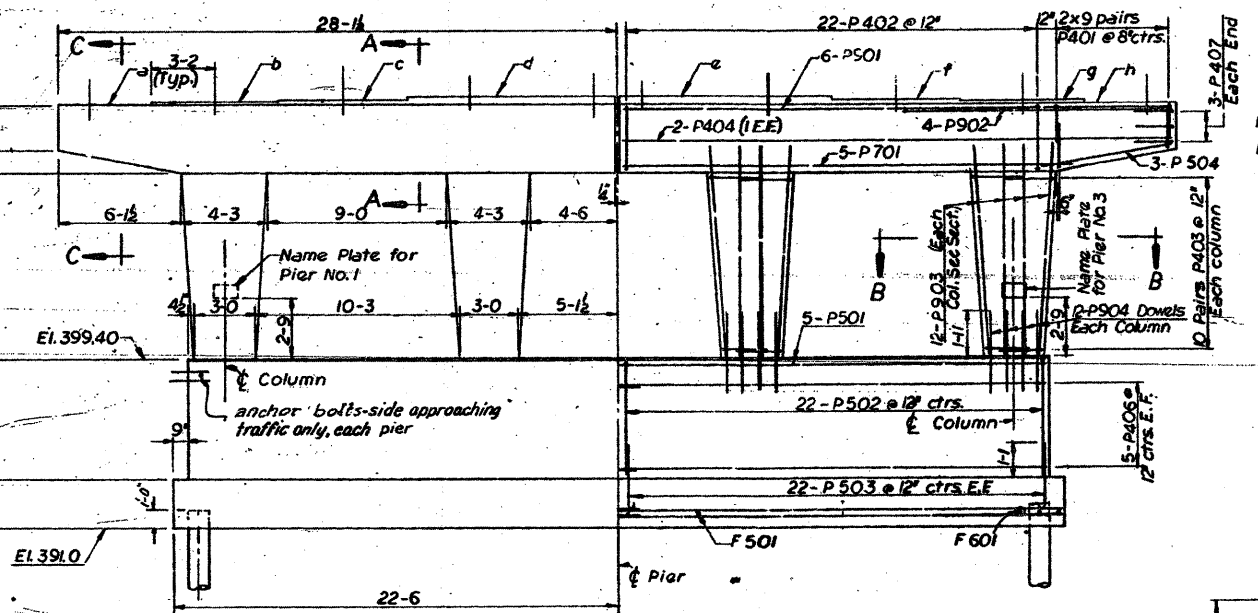 28-1½
22-P402 @ 12"
12"
2x9 pairs
P401 @ 8"ctrs.
3-P407
Each End
C
A
3-2
(Typ.)
a
b
c
d
e
6-P501
f
g
h
2-P404 (1 E.E)
4-P902
5-P701
3-P504
6-1½
4-3
A
9-0
4-3
4-6
C
Name Plate for
Pier No.1
12-P903 (Each
Col. See Sect.)
Name Plate
for Pier No.3
10 Pairs P403 @ 12"
Each column
B
B
4½"
3-0
10-3
3-0
5-1½
2-9
1-11
2-9
12-P904 Dowels
Each Column
5-P501
El. 399.40
℄ Column
anchor bolts-side approaching
traffic only, each pier
22-P502 @ 12" ctrs.
℄ Column
5-P406 @
12" ctrs. E.F.
9"
1-1
22-P503 @ 12" ctrs. E.E
1'-0"
El. 391.0
F501
F601
℄ Pier
22-6